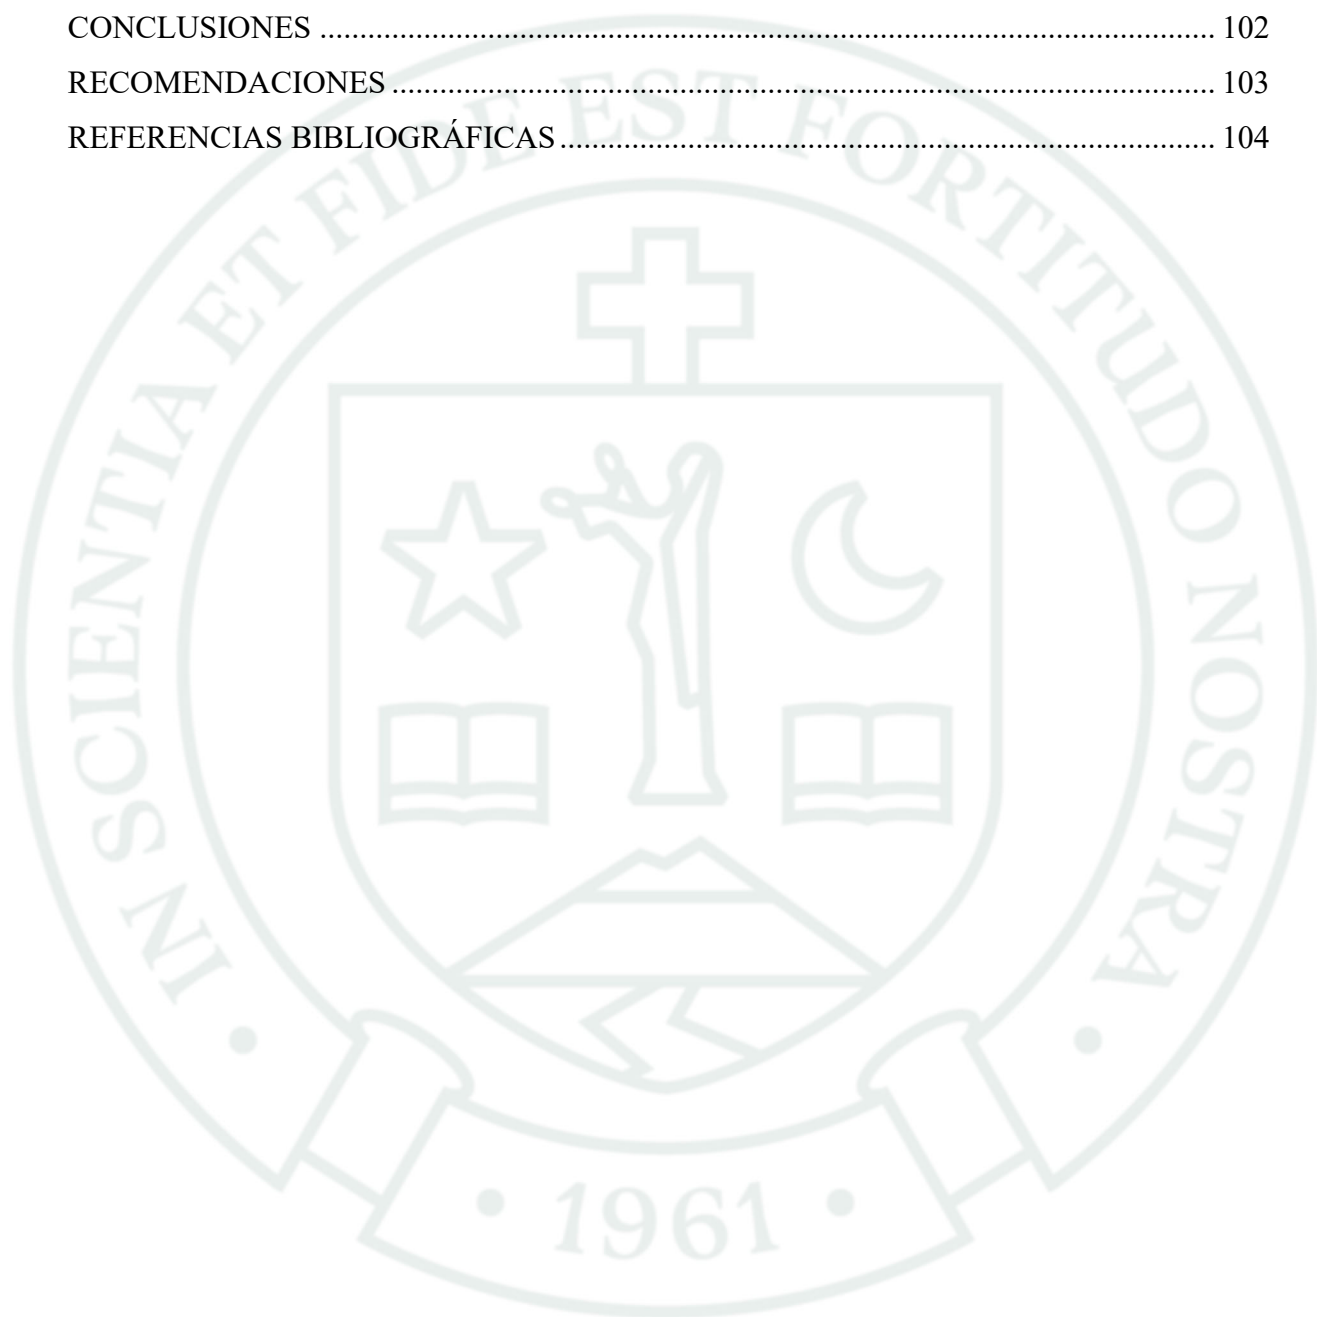 CONCLUSIONES ................................................................................................................ 102
RECOMENDACIONES ....................................................................................................... 103
REFERENCIAS BIBLIOGRÁFICAS .................................................................................. 104
IN SCIENTIA ET FIDE EST FORTITUDO NOSTRA
• 1961 •